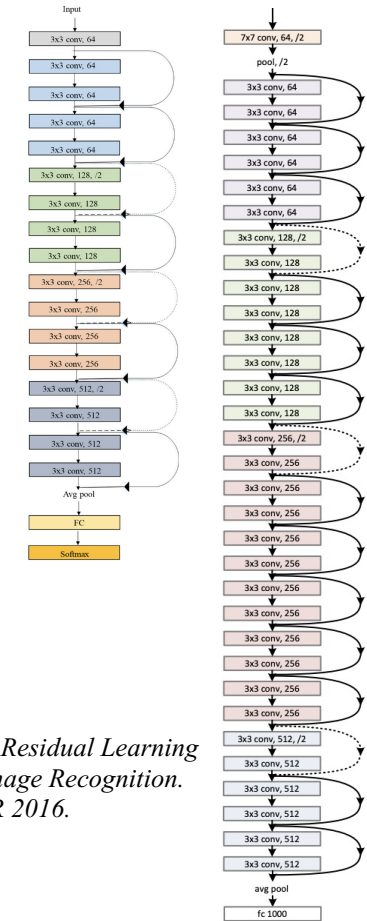 Input
3x3 conv, 64
3x3 conv, 64
3x3 conv, 64
3x3 conv, 64
3x3 conv, 64
3x3 conv, 128, /2
3x3 conv, 128
3x3 conv, 128
3x3 conv, 128
3x3 conv, 256, /2
3x3 conv, 256
3x3 conv, 256
3x3 conv, 256
3x3 conv, 512, /2
3x3 conv, 512
3x3 conv, 512
3x3 conv, 512
Avg pool
FC
Softmax
Residual Learning
nage Recognition.
R 2016.
7x7 conv, 64, /2
pool, /2
3x3 conv, 64
3x3 conv, 64
3x3 conv, 64
3x3 conv, 64
3x3 conv, 64
3x3 conv, 64
3x3 conv, 128, /2
3x3 conv, 128
3x3 conv, 128
3x3 conv, 128
3x3 conv, 128
3x3 conv, 128
3x3 conv, 128
3x3 conv, 128
3x3 conv, 256, /2
3x3 conv, 256
3x3 conv, 256
3x3 conv, 256
3x3 conv, 256
3x3 conv, 256
3x3 conv, 256
3x3 conv, 256
3x3 conv, 256
3x3 conv, 256
3x3 conv, 256
3x3 conv, 256
3x3 conv, 512, /2
3x3 conv, 512
3x3 conv, 512
3x3 conv, 512
3x3 conv, 512
3x3 conv, 512
avg pool
fc 1000